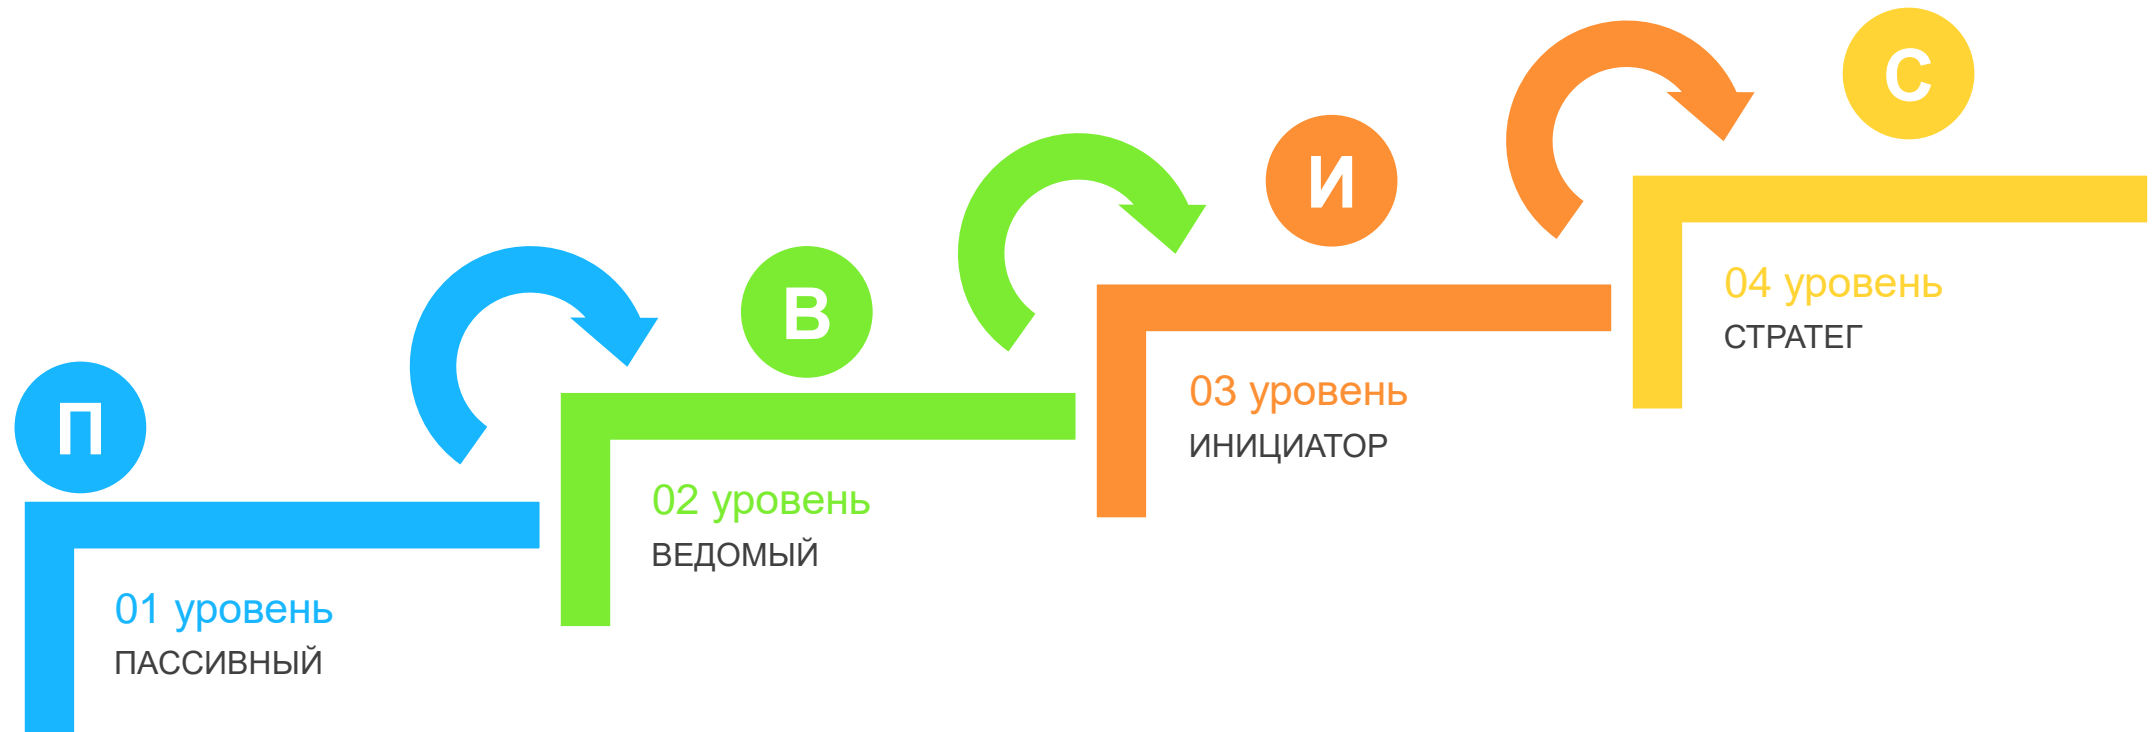 П
01 уровень
ПАССИВНЫЙ
В
02 уровень
ВЕДОМЫЙ
И
03 уровень
ИНИЦИАТОР
С
04 уровень
СТРАТЕГ